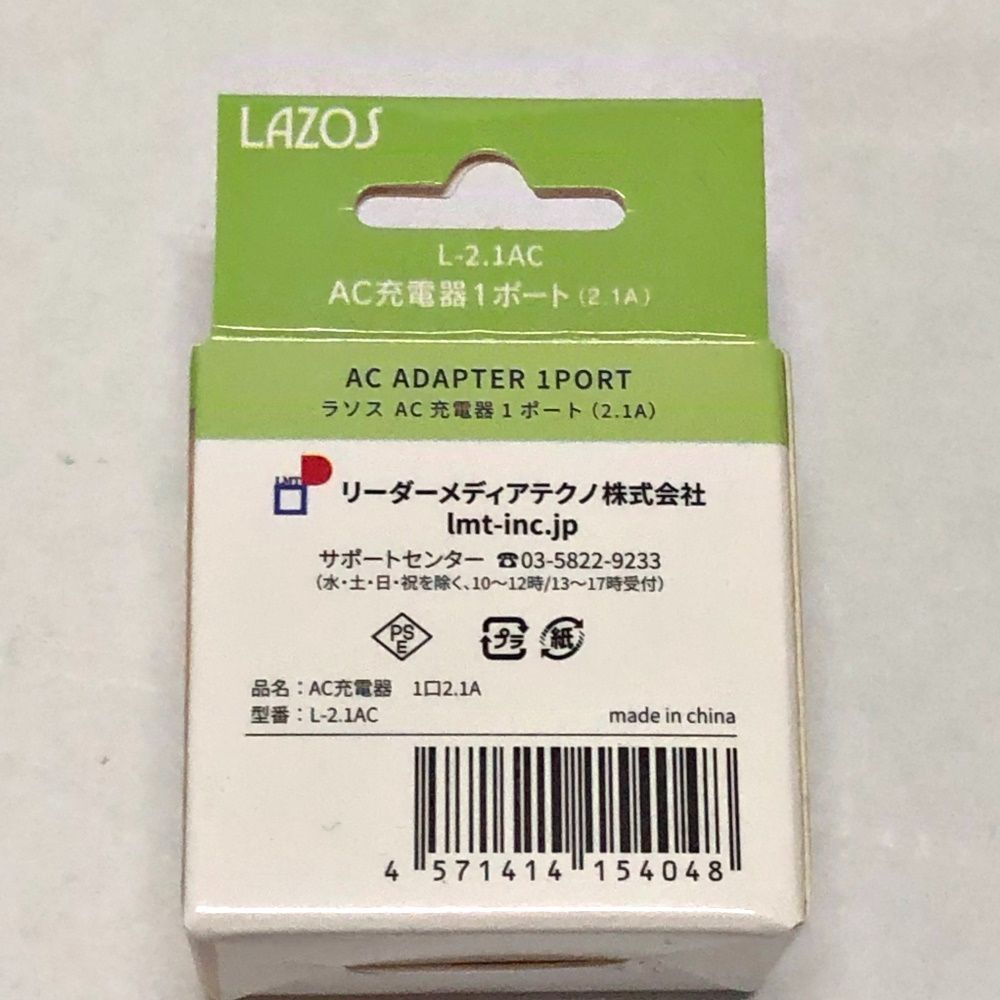 LAZOS
L-2.1AC
AC充電器1ポート(2.1A)
AC ADAPTER 1PORT
ラソス AC充電器1ポート(2.1A)
LMT
リーダーメディアテクノ株式会社
lmt-inc.jp
サポートセンター ☎03-5822-9233
(水・土・日・祝を除く、10～12時/13～17時受付)
PS
E
プラ 紙
品名：AC充電器 1口2.1A
型番：L-2.1AC made in china
4 571414 154048